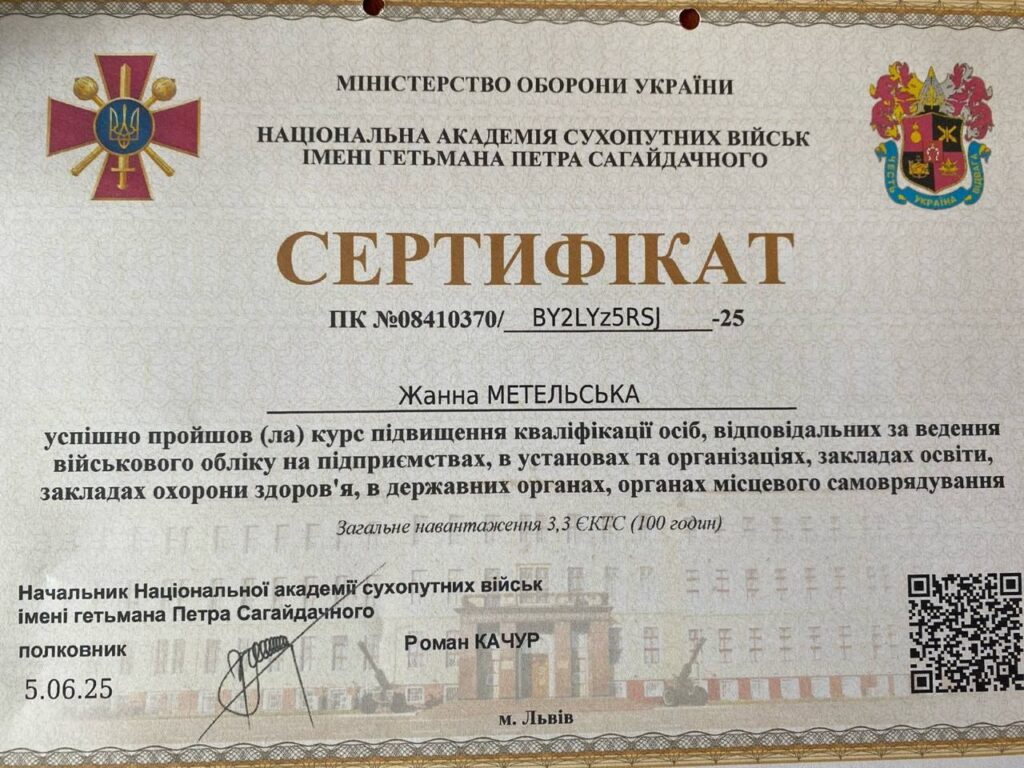 МІНІСТЕРСТВО ОБОРОНИ УКРАЇНИ
НАЦІОНАЛЬНА АКАДЕМІЯ СУХОПУТНИХ ВІЙСЬК
ІМЕНІ ГЕТЬМАНА ПЕТРА САГАЙДАЧНОГО
ЧЕСТЬ УКРАЇНА ВІДВАГА
СЕРТИФІКАТ
ПК №08410370/ BY2LYz5RSJ -25
Жанна МЕТЕЛЬСЬКА
успішно пройшов (ла) курс підвищення кваліфікації осіб, відповідальних за ведення
військового обліку на підприємствах, в установах та організаціях, закладах освіти,
закладах охорони здоров'я, в державних органах, органах місцевого самоврядування
Загальне навантаження 3,3 ЄКТС (100 годин)
Начальник Національної академії сухопутних військ
імені гетьмана Петра Сагайдачного
полковник
Роман КАЧУР
5.06.25
м. Львів